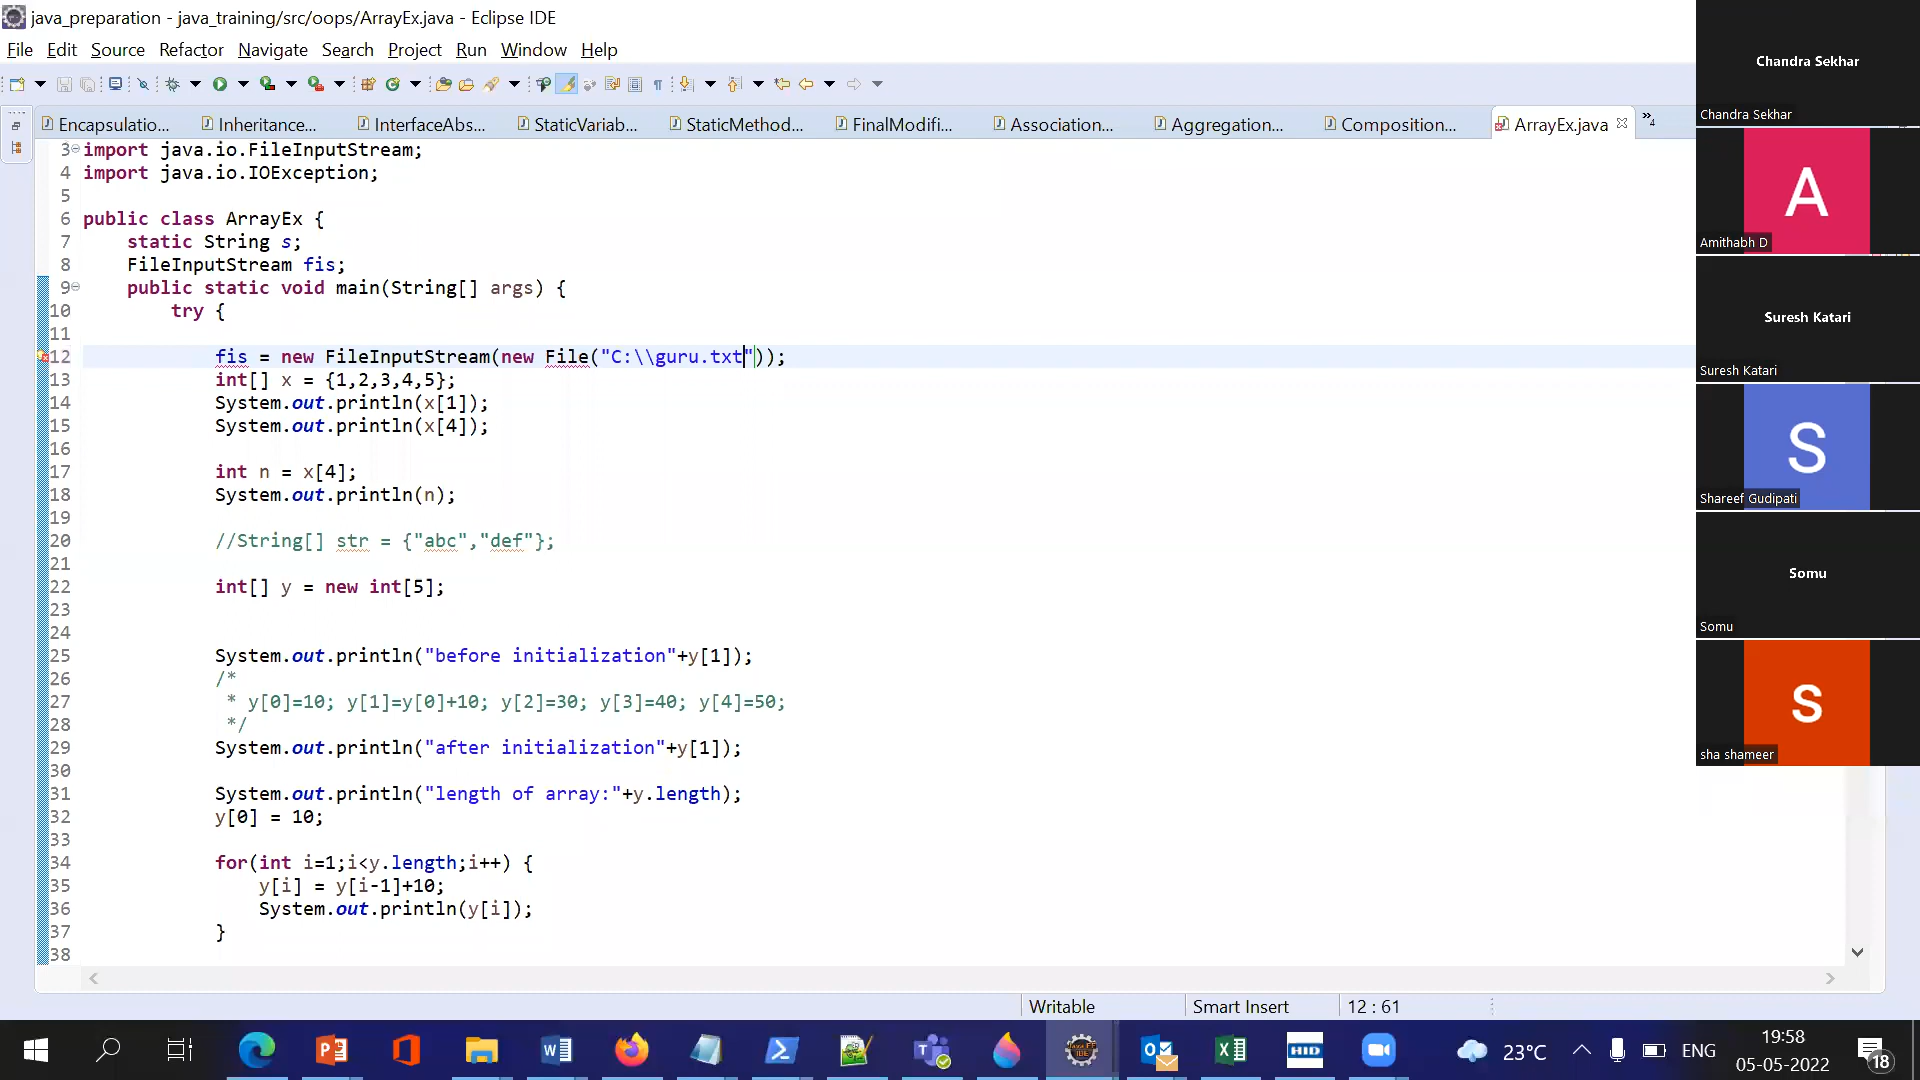 java_preparation - java_training/src/oops/ArrayEx.java - Eclipse IDE
File Edit Source Refactor Navigate Search Project Run Window Help
Encapsulatio... Inheritance... InterfaceAbs... StaticVariab... StaticMethod... FinalModifi... Association... Aggregation... Composition... ArrayEx.java »4
3 import java.io.FileInputStream;
4 import java.io.IOException;
5
6 public class ArrayEx {
7 static String s;
8 FileInputStream fis;
9 public static void main(String[] args) {
10 try {
11
12 fis = new FileInputStream(new File("C:\\guru.txt"));
13 int[] x = {1,2,3,4,5};
14 System.out.println(x[1]);
15 System.out.println(x[4]);
16
17 int n = x[4];
18 System.out.println(n);
19
20 //String[] str = {"abc","def"};
21
22 int[] y = new int[5];
23
24
25 System.out.println("before initialization"+y[1]);
26 /*
27 * y[0]=10; y[1]=y[0]+10; y[2]=30; y[3]=40; y[4]=50;
28 */
29 System.out.println("after initialization"+y[1]);
30
31 System.out.println("length of array:"+y.length);
32 y[0] = 10;
33
34 for(int i=1;i<y.length;i++) {
35 y[i] = y[i-1]+10;
36 System.out.println(y[i]);
37 }
38
Writable Smart Insert 12 : 61
Chandra Sekhar
Chandra Sekhar
A
Amithabh D
Suresh Katari
Suresh Katari
S
Shareef Gudipati
Somu
Somu
S
sha shameer
HID
23°C ENG 19:58
05-05-2022
18